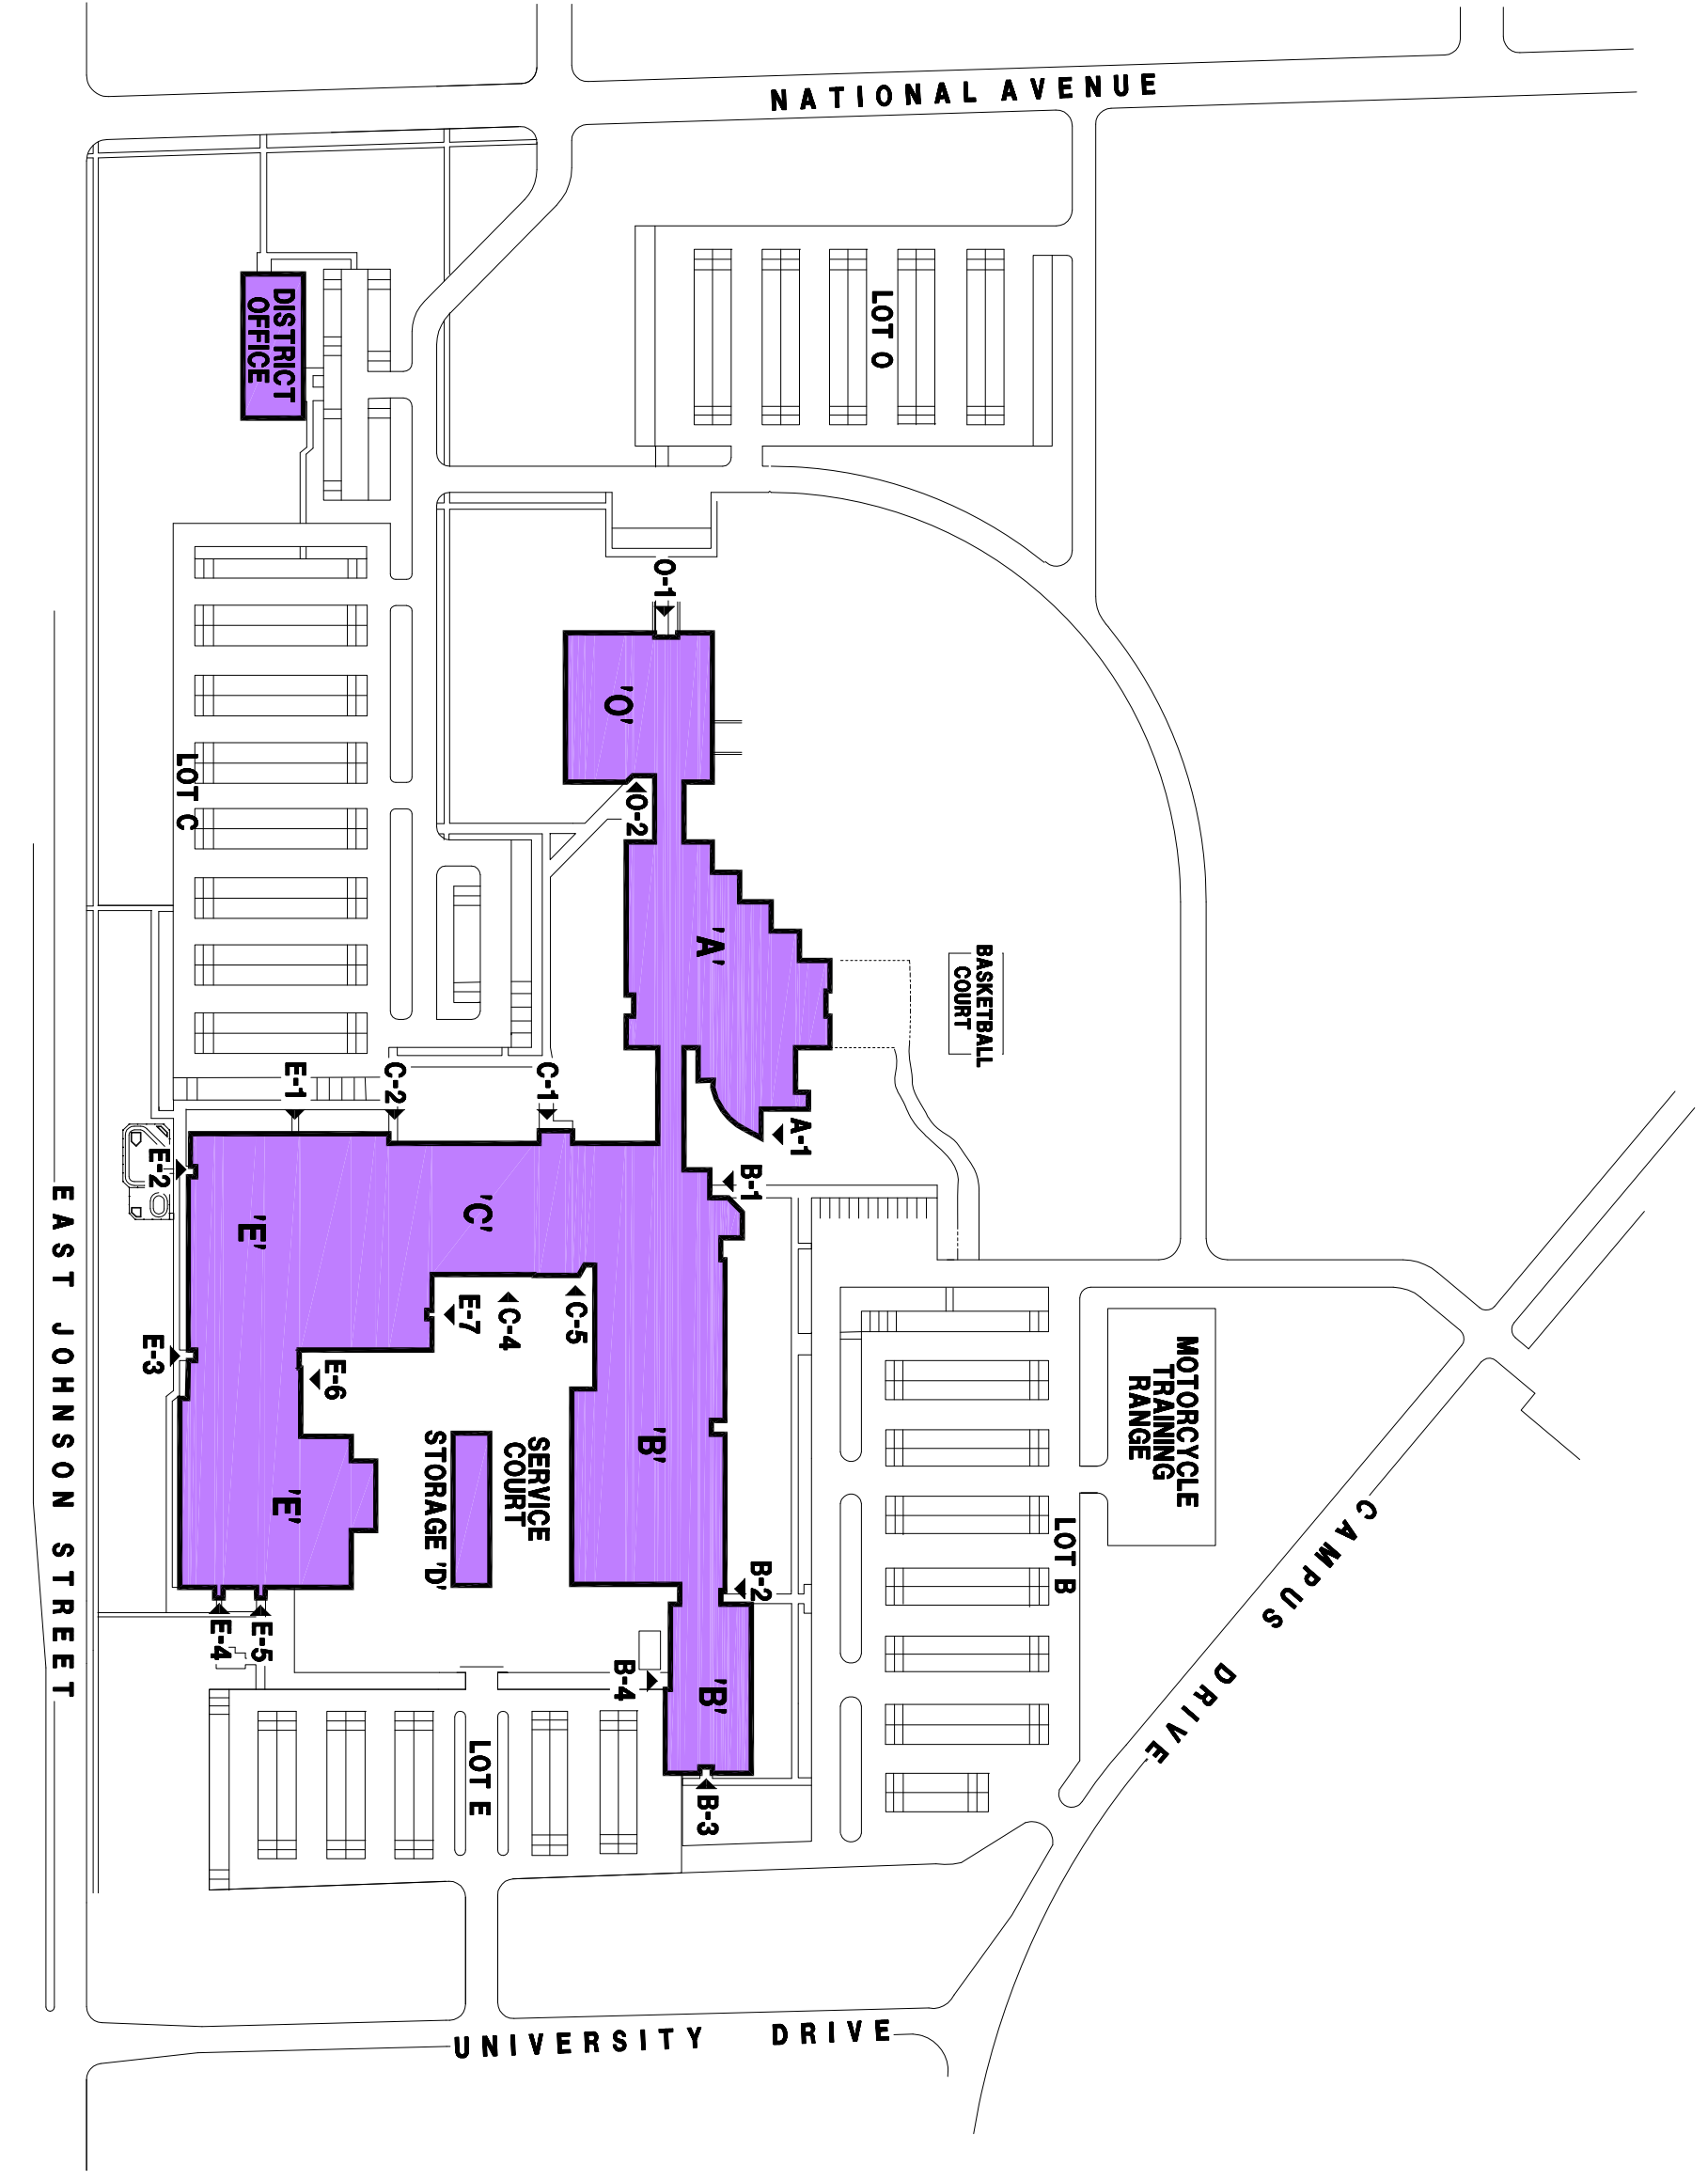 NATIONAL AVENUE
DISTRICT
OFFICE
LOT O
O-1
'O'
LOT C
O-2
'A'
BASKETBALL
COURT
E-1
C-2
C-1
A-1
E-2
B-1
'E'
'C'
E-7
C-4
C-5
E-3
E-6
MOTORCYCLE
TRAINING
RANGE
EAST JOHNSON STREET
'E'
STORAGE 'D'
SERVICE
COURT
'B'
LOT B
CAMPUS DRIVE
B-2
E-4
E-5
B-4
'B'
LOT E
B-3
UNIVERSITY DRIVE